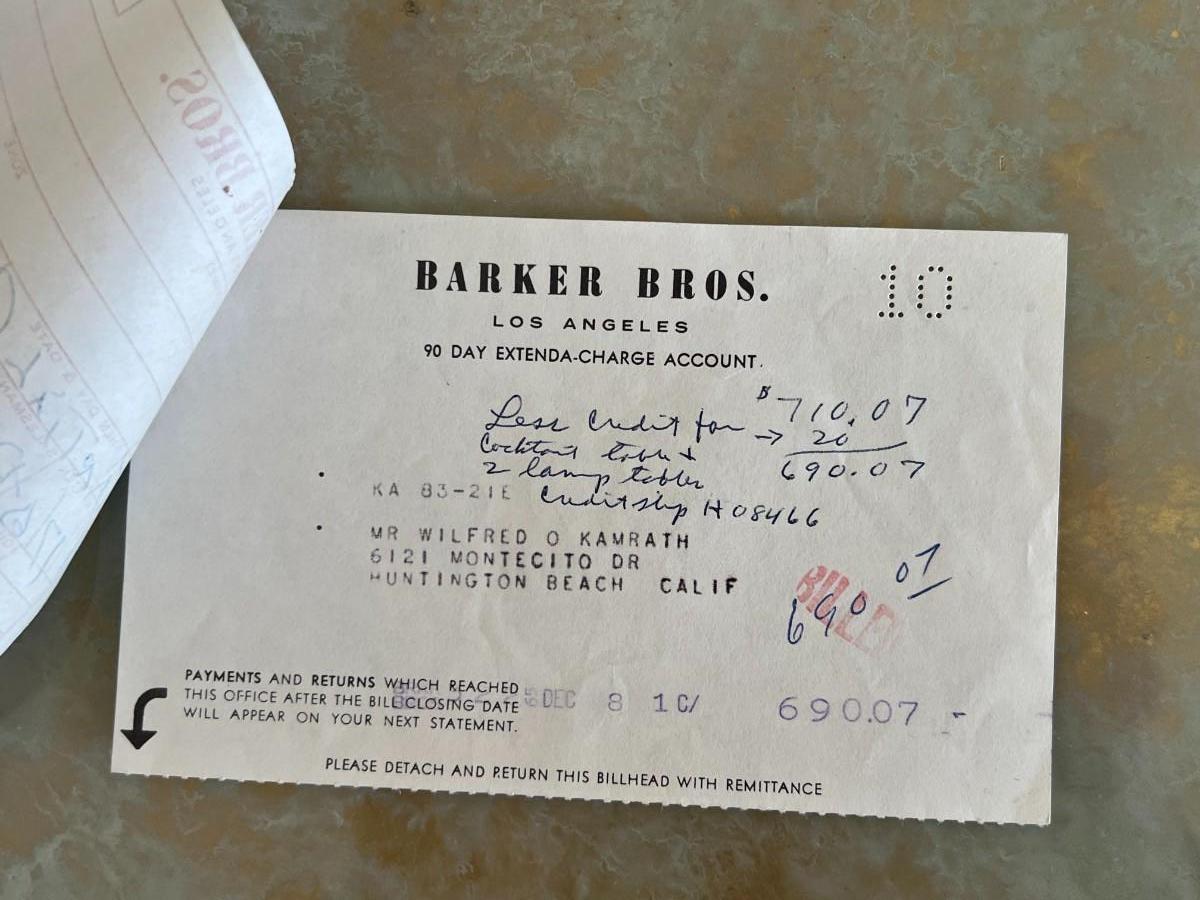 BROS.
BARKER BROS.
10
LOS ANGELES
90 DAY EXTENDA-CHARGE ACCOUNT.
$ 710.07
Less Credit for → 20
Cocktail table + 690.07
2 lamp tables
KA 83-21E Credit slip H 08466
MR WILFRED O KAMRATH
6121 MONTECITO DR
HUNTINGTON BEACH CALIF
BILLED
690 07
PAYMENTS AND RETURNS WHICH REACHED
THIS OFFICE AFTER THE BILL CLOSING DATE
WILL APPEAR ON YOUR NEXT STATEMENT.
DEC 8 1 C/ 690.07 -
PLEASE DETACH AND RETURN THIS BILLHEAD WITH REMITTANCE